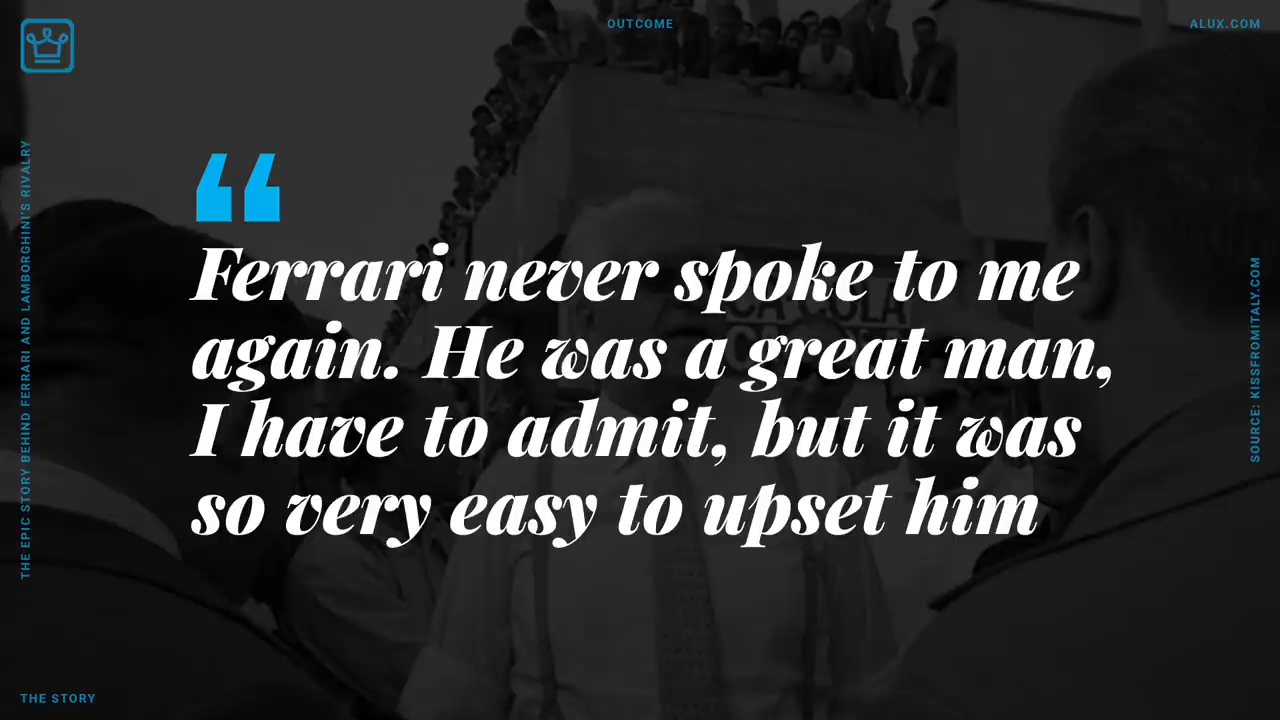 OUTCOME
ALUX.COM
THE EPIC STORY BEHIND FERRARI AND LAMBORGHINI'S RIVALRY
“
Ferrari never spoke to me
again. He was a great man,
I have to admit, but it was
so very easy to upset him
CA COLA
SOURCE: KISSFROMITALY.COM
THE STORY